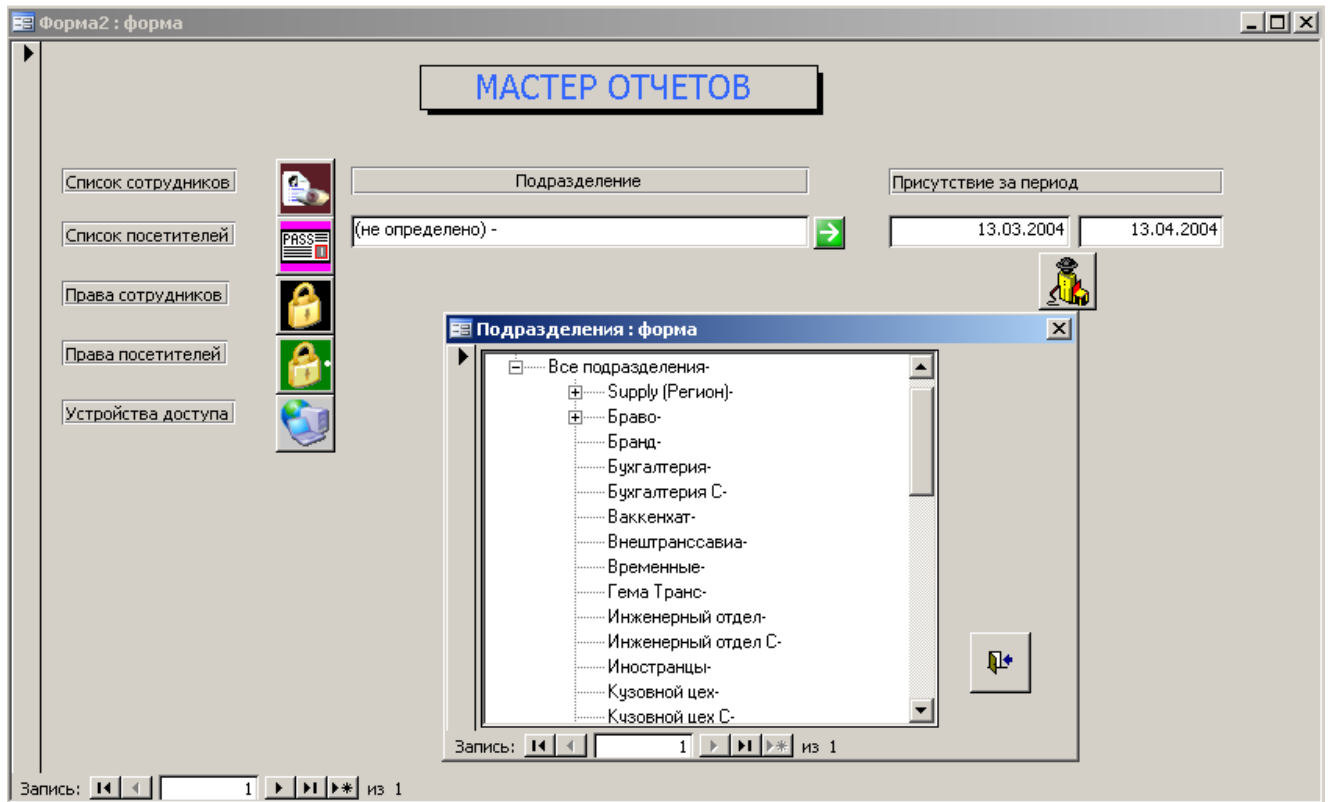 Форма2 : форма
МАСТЕР ОТЧЕТОВ
Список сотрудников
Подразделение
Присутствие за период
Список посетителей
PASS
(не определено) -
13.03.2004
13.04.2004
Права сотрудников
Права посетителей
Устройства доступа
Подразделения : форма
Все подразделения-
Supply (Регион)-
Браво-
Бранд-
Бухгалтерия-
Бухгалтерия С-
Ваккенхат-
Внештранссавиа-
Временные-
Гема Транс-
Инженерный отдел-
Инженерный отдел С-
Иностранцы-
Кузовной цех-
Кузовной цех С-
Запись: 1 из 1
Запись: 1 из 1